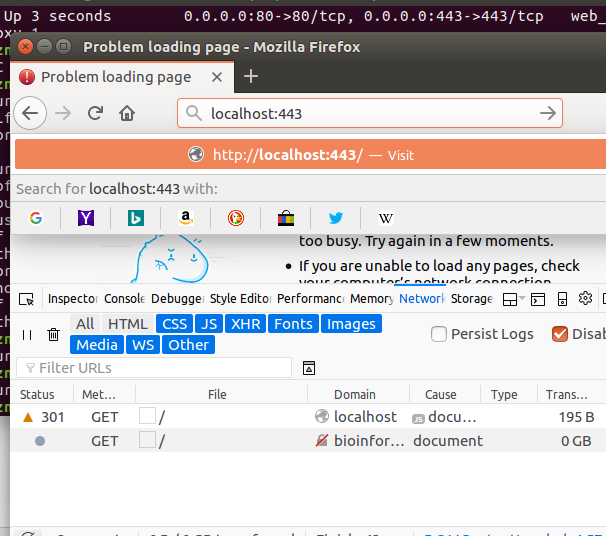 Up 3 seconds 0.0.0.0:80->80/tcp, 0.0.0.0:443->443/tcp web_
oxy_1
Problem loading page - Mozilla Firefox
Problem loading page
localhost:443
http://localhost:443/ — Visit
Search for localhost:443 with:
too busy. Try again in a few moments.
If you are unable to load any pages, check
your computer's network connection.
Inspector Console Debugger Style Editor Performance Memory Network Storage
All HTML CSS JS XHR Fonts Images Persist Logs Disab
Media WS Other
Filter URLs
Status Met... File Domain Cause Type Trans...
301 GET / localhost JS docu... 195 B
GET / bioinfor... document 0 GB